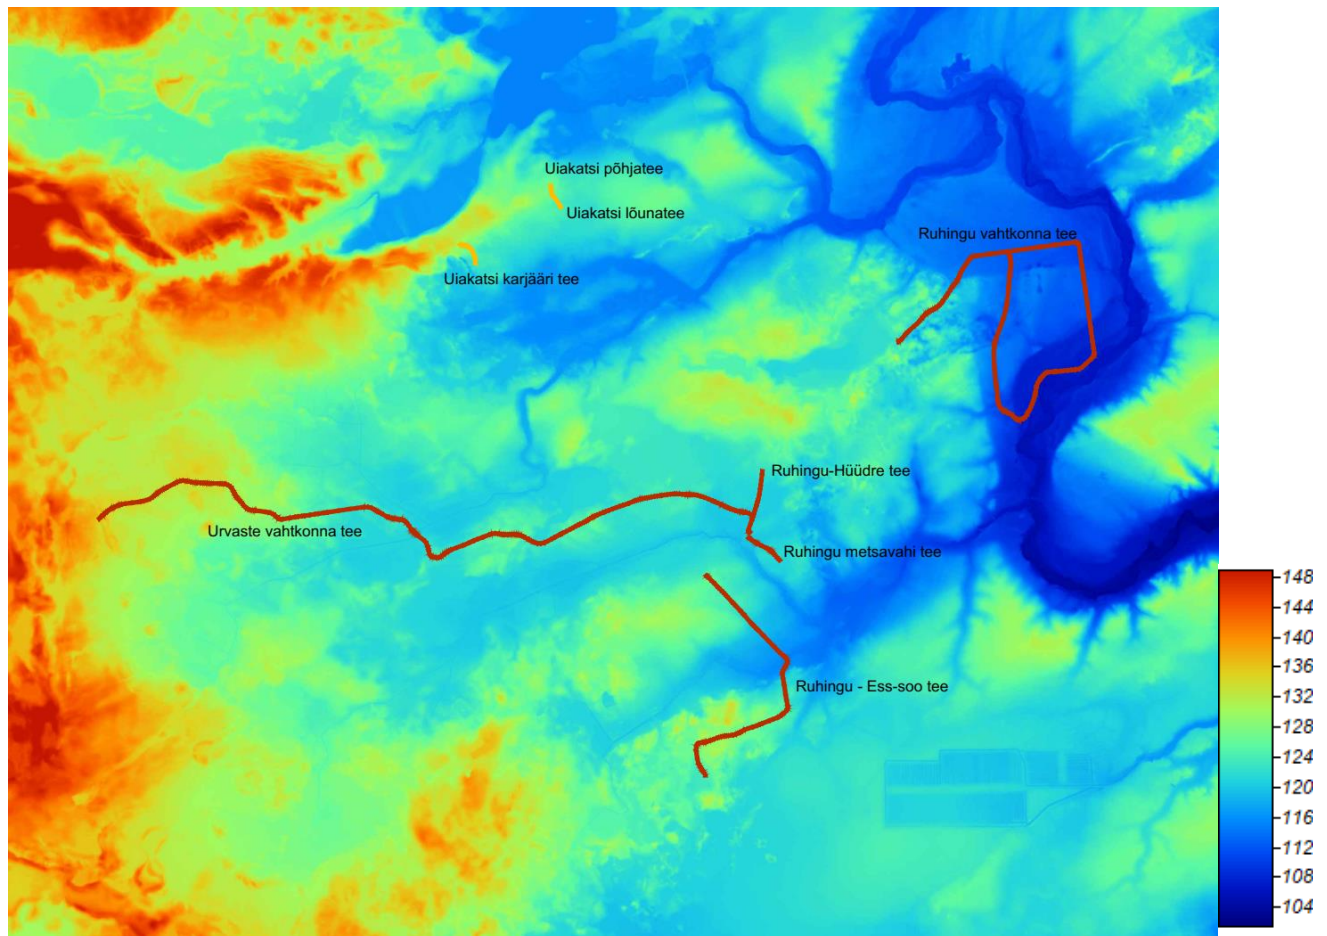 Uiakatsi põhjatee
Uiakatsi lõunatee
Ruhingu vahtkonna tee
Uiakatsi karjääri tee
Ruhingu-Hüüdre tee
Urvaste vahtkonna tee
Ruhingu metsavahi tee
Ruhingu - Ess-soo tee
148
144
140
136
132
128
124
120
116
112
108
104